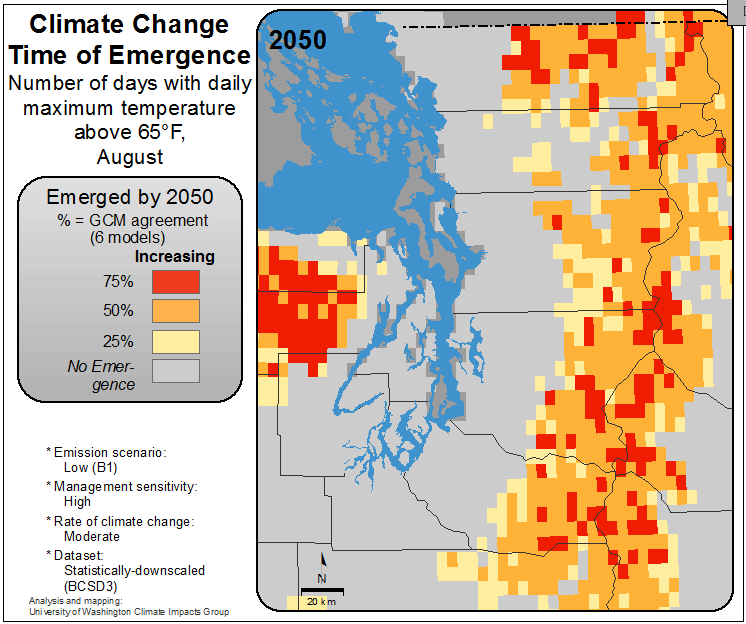 Climate Change
Time of Emergence
Number of days with daily
maximum temperature
above 65°F,
August
Emerged by 2050
% = GCM agreement
(6 models)
Increasing
75%
50%
25%
No Emer-
gence
* Emission scenario:
Low (B1)
* Management sensitivity:
High
* Rate of climate change:
Moderate
* Dataset:
Statistically-downscaled
(BCSD3)
Analysis and mapping:
University of Washington Climate Impacts Group
2050
N
20 km